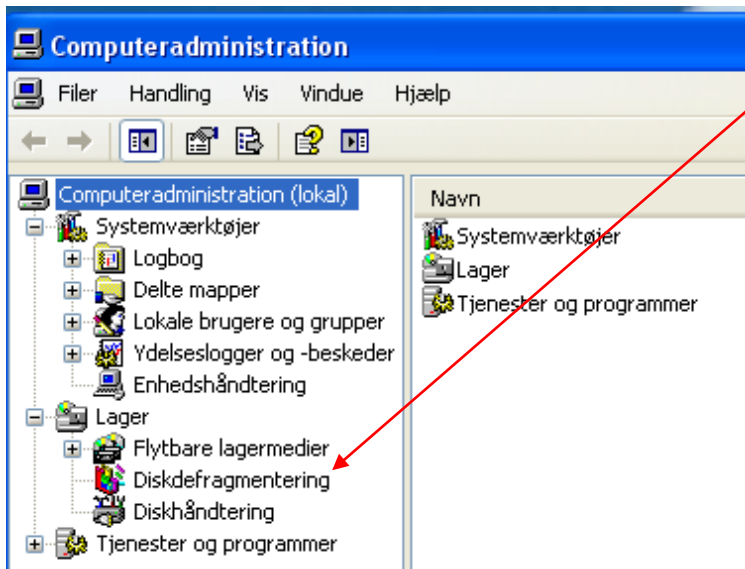 Computeradministration
Filer Handling Vis Vindue Hjælp
Computeradministration (lokal)
Systemværktøjer
Logbog
Delte mapper
Lokale brugere og grupper
Ydelseslogger og -beskeder
Enhedshåndtering
Lager
Flytbare lagermedier
Diskdefragmentering
Diskhåndtering
Tjenester og programmer
Navn
Systemværktøjer
Lager
Tjenester og programmer